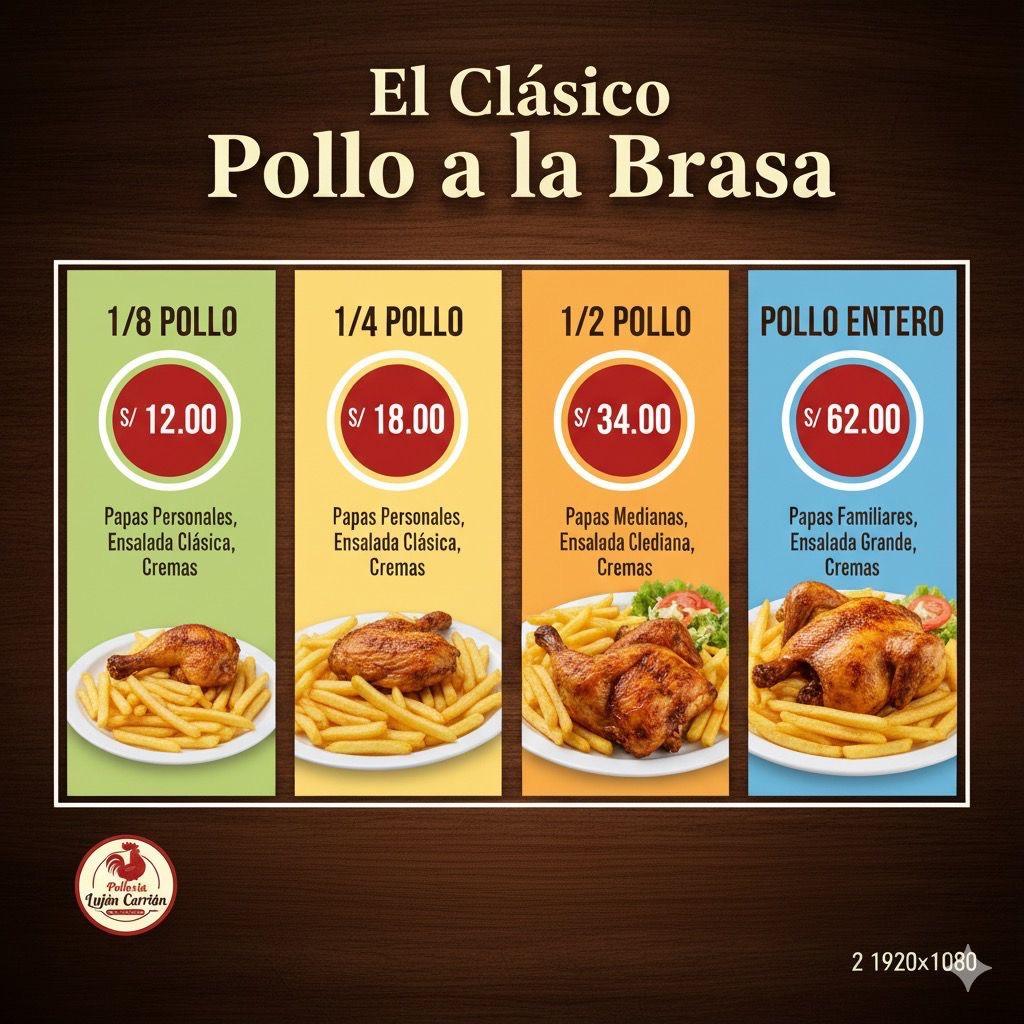 El Clásico
Pollo a la Brasa
1/8 POLLO
S/ 12.00
Papas Personales,
Ensalada Clásica,
Cremas
1/4 POLLO
S/ 18.00
Papas Personales,
Ensalada Clásica,
Cremas
1/2 POLLO
S/ 34.00
Papas Medianas,
Ensalada Clediana,
Cremas
POLLO ENTERO
S/ 62.00
Papas Familiares,
Ensalada Grande,
Cremas
Luján Carrión
2 1920x1080